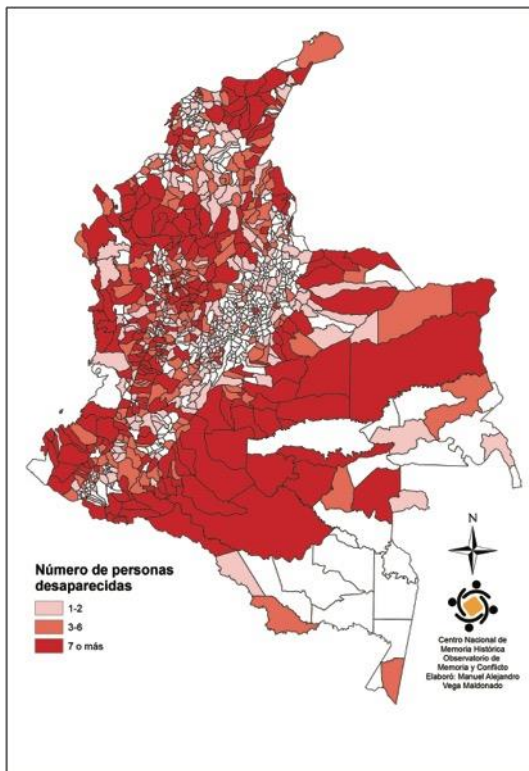 N
Número de personas
desaparecidas
1-2
3-6
7 o más
Centro Nacional de
Memoria Histórica
Observatorio de
Memoria y Conflicto
Elaboró: Manuel Alejandro
Vega Maldonado